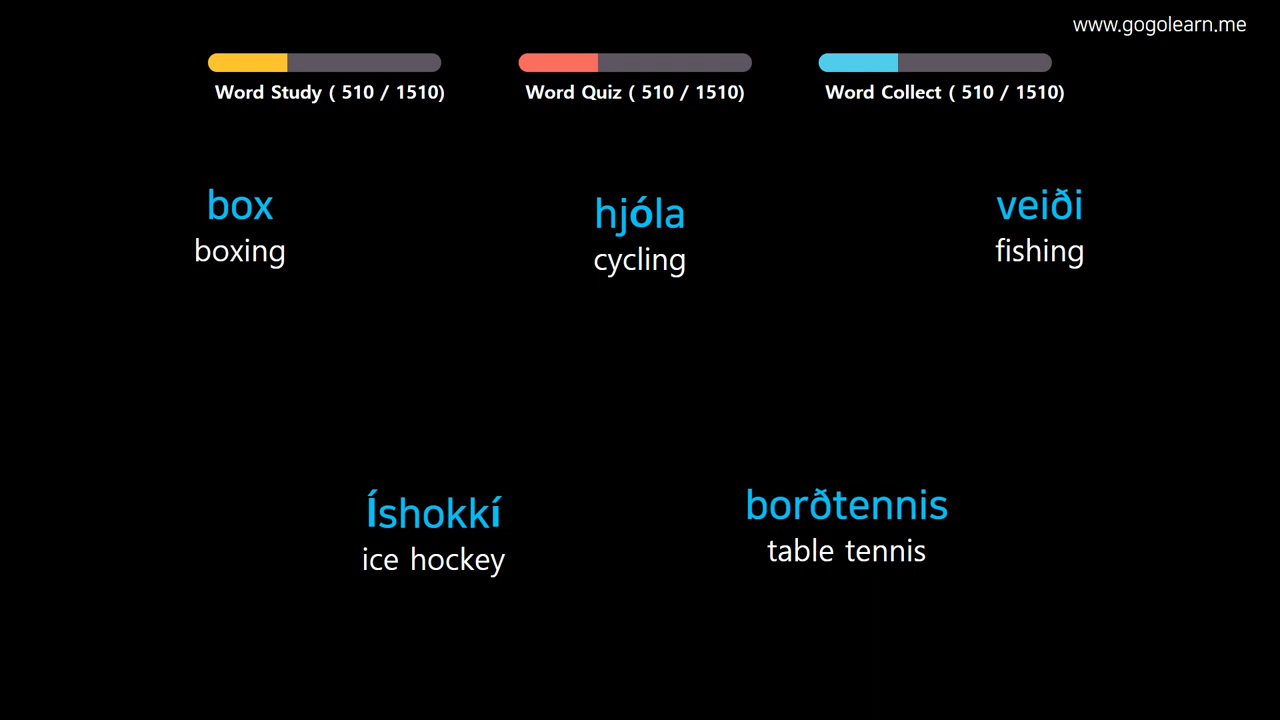 www.gogolearn.me
Word Study ( 510 / 1510)
Word Quiz ( 510 / 1510)
Word Collect ( 510 / 1510)
box
boxing
hjóla
cycling
veiði
fishing
Íshokkí
ice hockey
borðtennis
table tennis